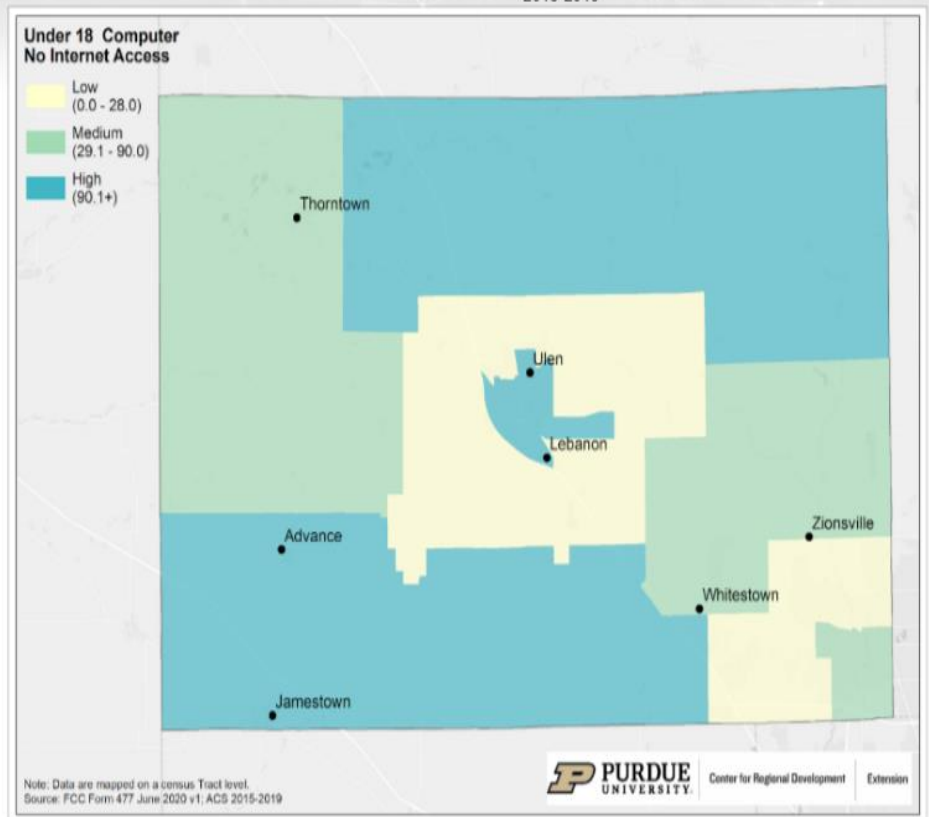 Under 18 Computer
No Internet Access
Low
(0.0 - 28.0)
Medium
(29.1 - 90.0)
High
(90.1+)
Thorntown
Ulen
Lebanon
Advance
Zionsville
Whitestown
Jamestown
Note: Data are mapped on a census Tract level.
Source: FCC Form 477 June 2020 v1; ACS 2015-2019
PURDUE
UNIVERSITY.
Center for Regional Development
Extension